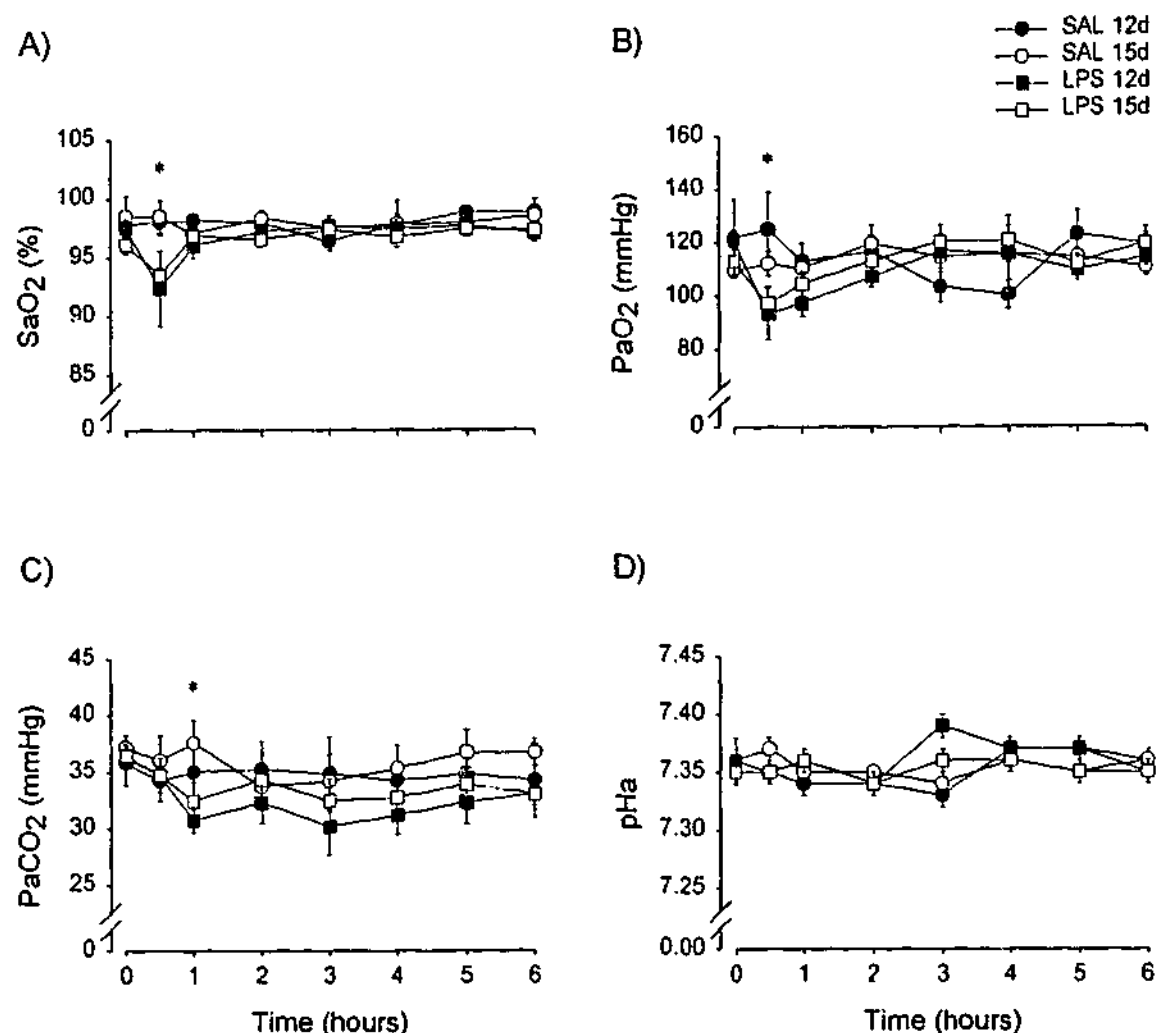 A)
B)
SAL 12d
SAL 15d
LPS 12d
LPS 15d
SaO2 (%)
105
100
95
90
85
0
*
PaO2 (mmHg)
160
140
120
100
80
0
*
C)
D)
PaCO2 (mmHg)
45
40
35
30
25
0
*
0 1 2 3 4 5 6
Time (hours)
pHa
7.45
7.40
7.35
7.30
7.25
0.00
0 1 2 3 4 5 6
Time (hours)